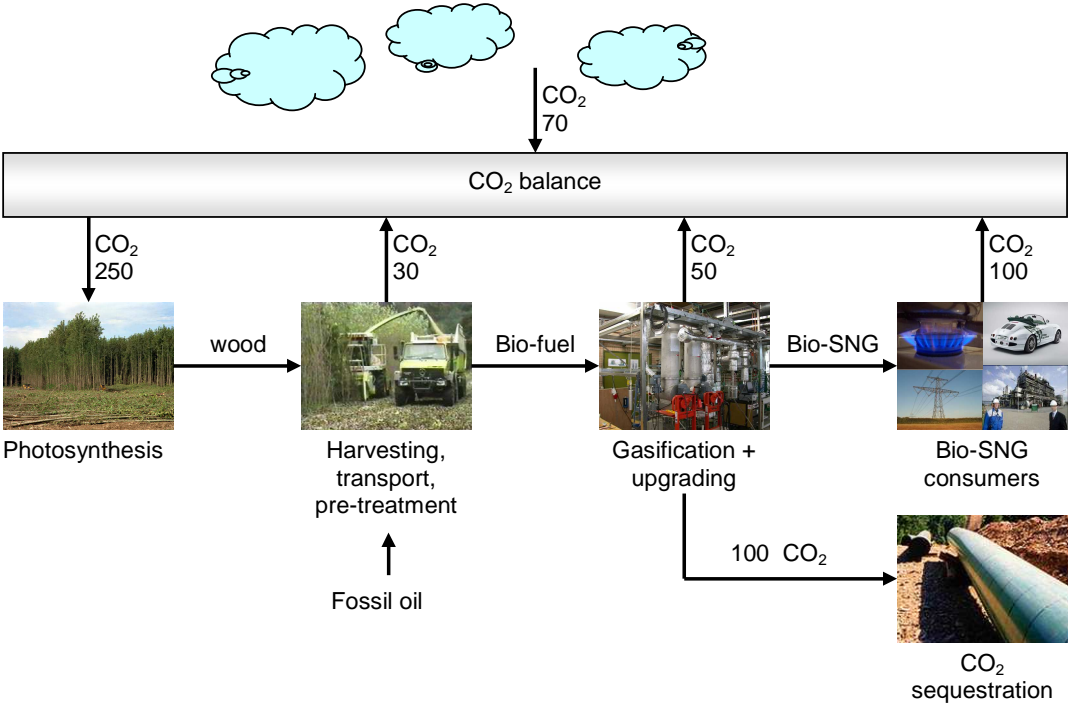 CO₂
70
CO₂ balance
CO₂
250
CO₂
30
CO₂
50
CO₂
100
wood
Bio-fuel
Bio-SNG
Photosynthesis
Harvesting,
transport,
pre-treatment
Gasification +
upgrading
Bio-SNG
consumers
Fossil oil
100 CO₂
CO₂
sequestration